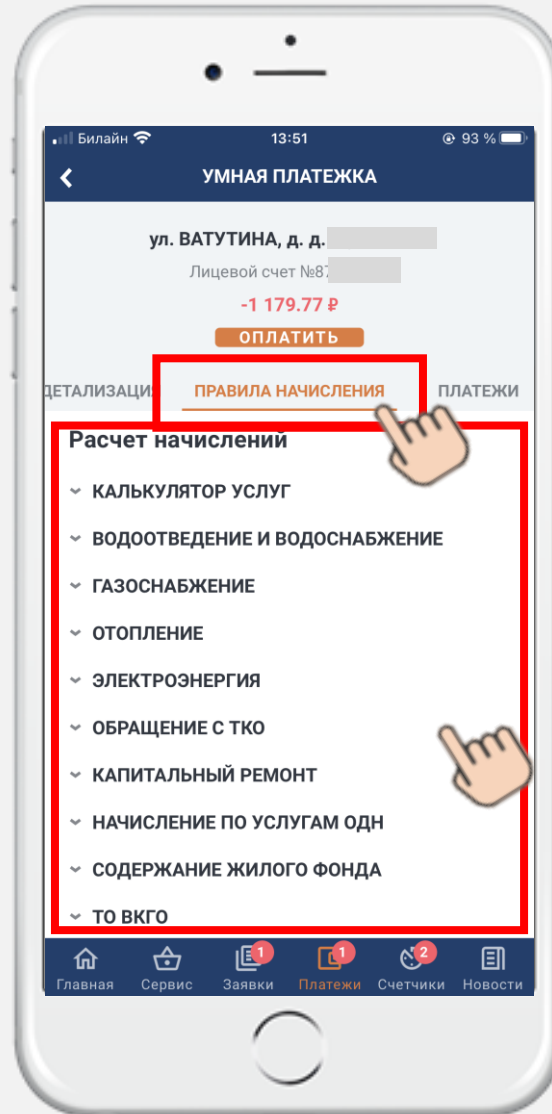 Билайн 13:51 93 %
УМНАЯ ПЛАТЕЖКА
ул. ВАТУТИНА, д. д.
Лицевой счет №87
-1 179.77 ₽
ОПЛАТИТЬ
ДЕТАЛИЗАЦИ ПРАВИЛА НАЧИСЛЕНИЯ ПЛАТЕЖИ
Расчет начислений
КАЛЬКУЛЯТОР УСЛУГ
ВОДООТВЕДЕНИЕ И ВОДОСНАБЖЕНИЕ
ГАЗОСНАБЖЕНИЕ
ОТОПЛЕНИЕ
ЭЛЕКТРОЭНЕРГИЯ
ОБРАЩЕНИЕ С ТКО
КАПИТАЛЬНЫЙ РЕМОНТ
НАЧИСЛЕНИЕ ПО УСЛУГАМ ОДН
СОДЕРЖАНИЕ ЖИЛОГО ФОНДА
ТО ВКГО
1 1 2
Главная Сервис Заявки Платежи Счетчики Новости